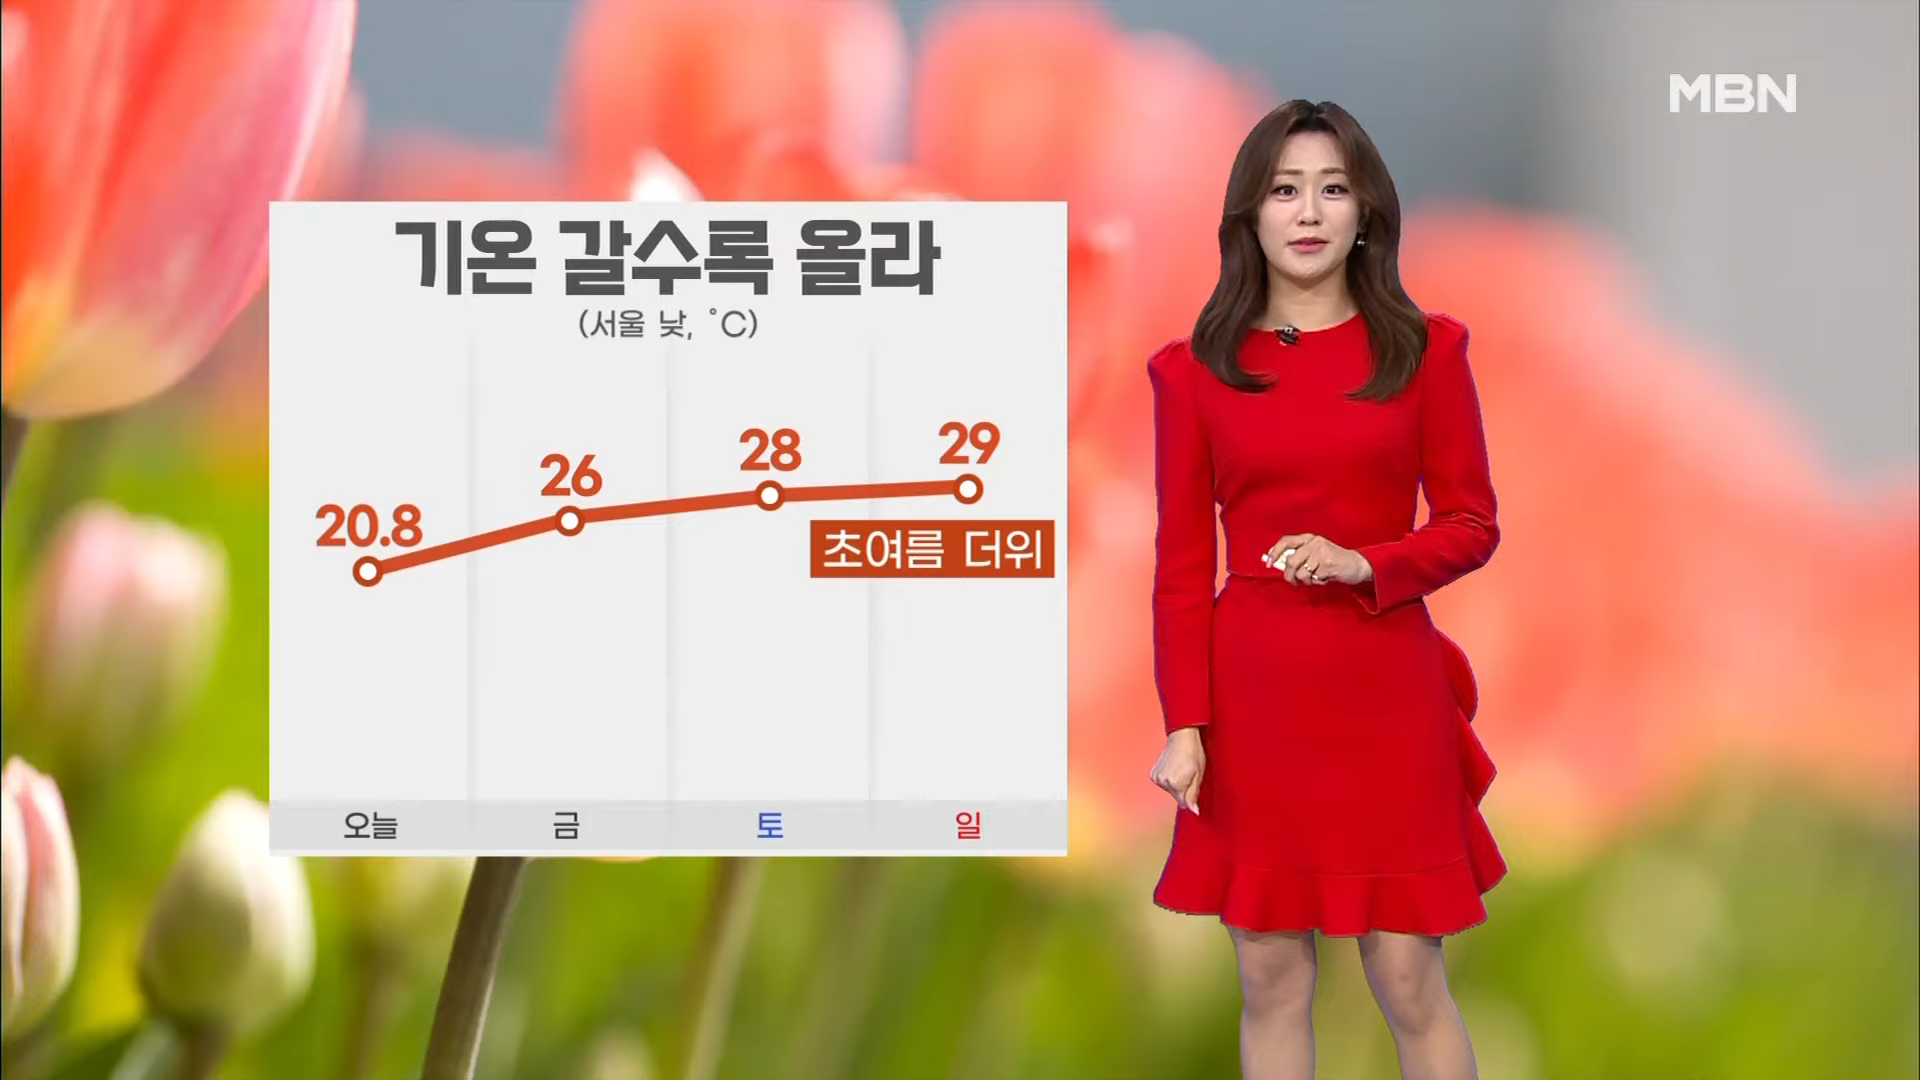 MBN
기온 갈수록 올라
(서울 낮, ˚C)
20.8
26
28
29
초여름 더위
오늘
금
토
일